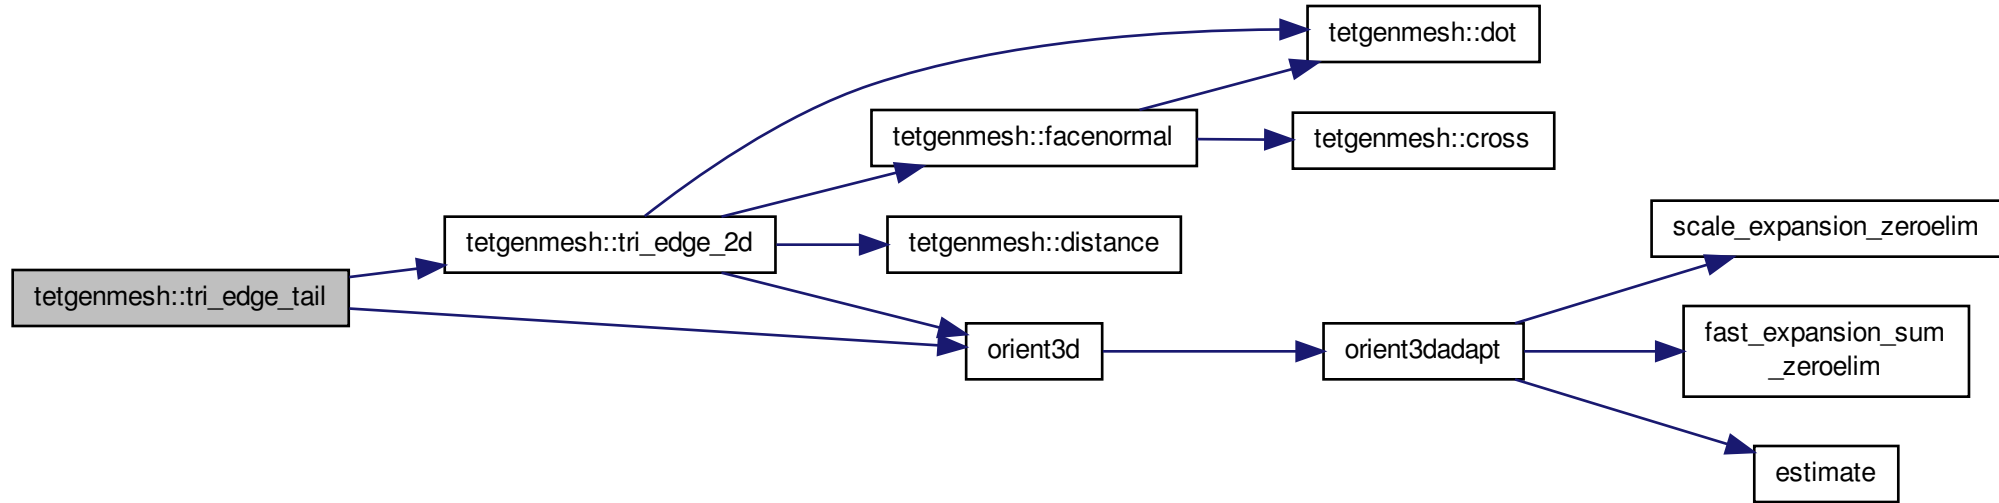 tetgenmesh::dot
tetgenmesh::facenormal
tetgenmesh::cross
tetgenmesh::tri_edge_2d
tetgenmesh::distance
scale_expansion_zeroelim
tetgenmesh::tri_edge_tail
orient3d
orient3dadapt
fast_expansion_sum
_zeroelim
estimate